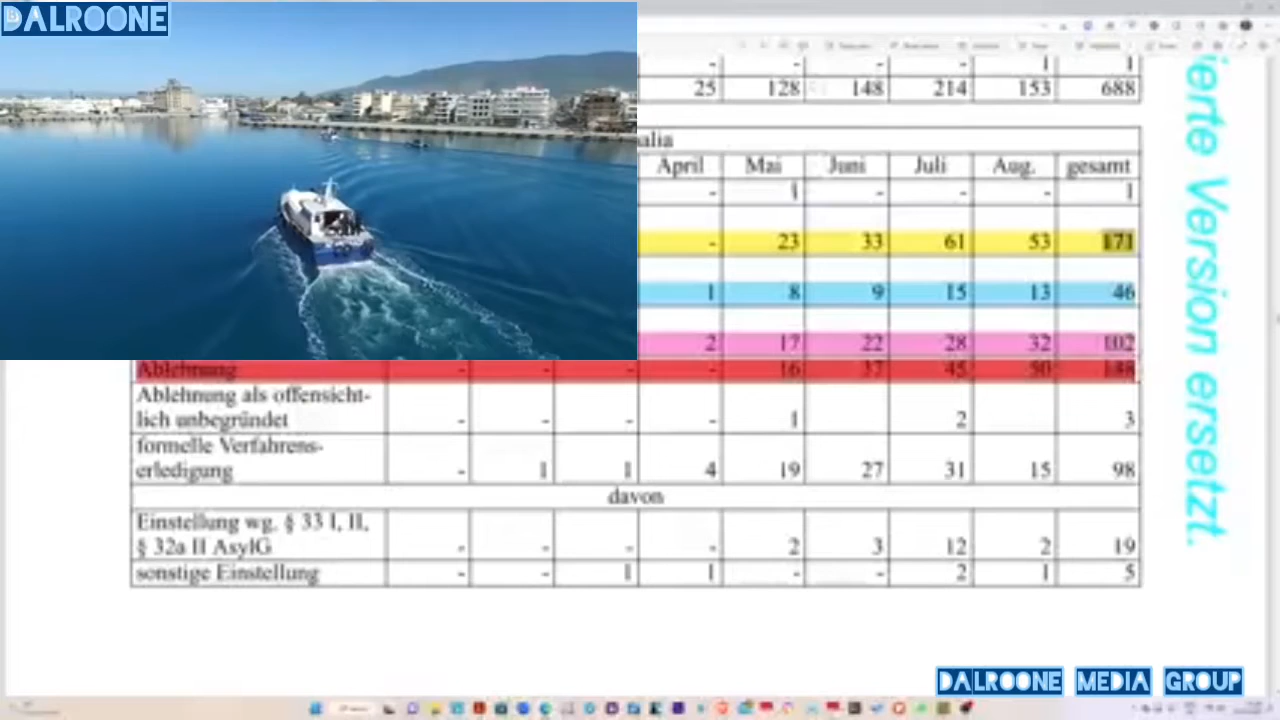 DALROONE
- - - 1 1
25 128 148 214 153 688
alia
April Mai Juni Juli Aug. gesamt
- 1 - - - 1
- 23 33 61 53 171
1 8 9 15 13 46
2 17 22 28 32 102
Ablehnung - - - - 16 37 45 50 148
Ablehnung als offensicht-
lich unbegründet - - - - 1 2 3
formelle Verfahrens-
erledigung - 1 1 4 19 27 31 15 98
davon
Einstellung wg. § 33 I, II,
§ 32a II AsylG - - - - 2 3 12 2 19
sonstige Einstellung - - 1 1 - - 2 1 5
ierte Version ersetzt.
DALROONE MEDIA GROUP